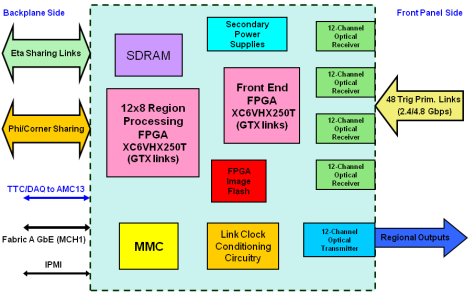 Backplane Side
Front Panel Side
Eta Sharing Links
Phi/Corner Sharing
TTC/DAQ to AMC13
Fabric A GbE (MCH1)
IPMI
SDRAM
12x8 Region
Processing
FPGA
XC6VHX250T
(GTX links)
MMC
Secondary
Power
Supplies
Front End
FPGA
XC6VHX250T
(GTX links)
FPGA
Image
Flash
Link Clock
Conditioning
Circuitry
12-Channel
Optical
Receiver
12-Channel
Optical
Receiver
12-Channel
Optical
Receiver
12-Channel
Optical
Receiver
12-Channel
Optical
Transmitter
48 Trig Prim. Links
(2.4/4.8 Gbps)
Regional Outputs